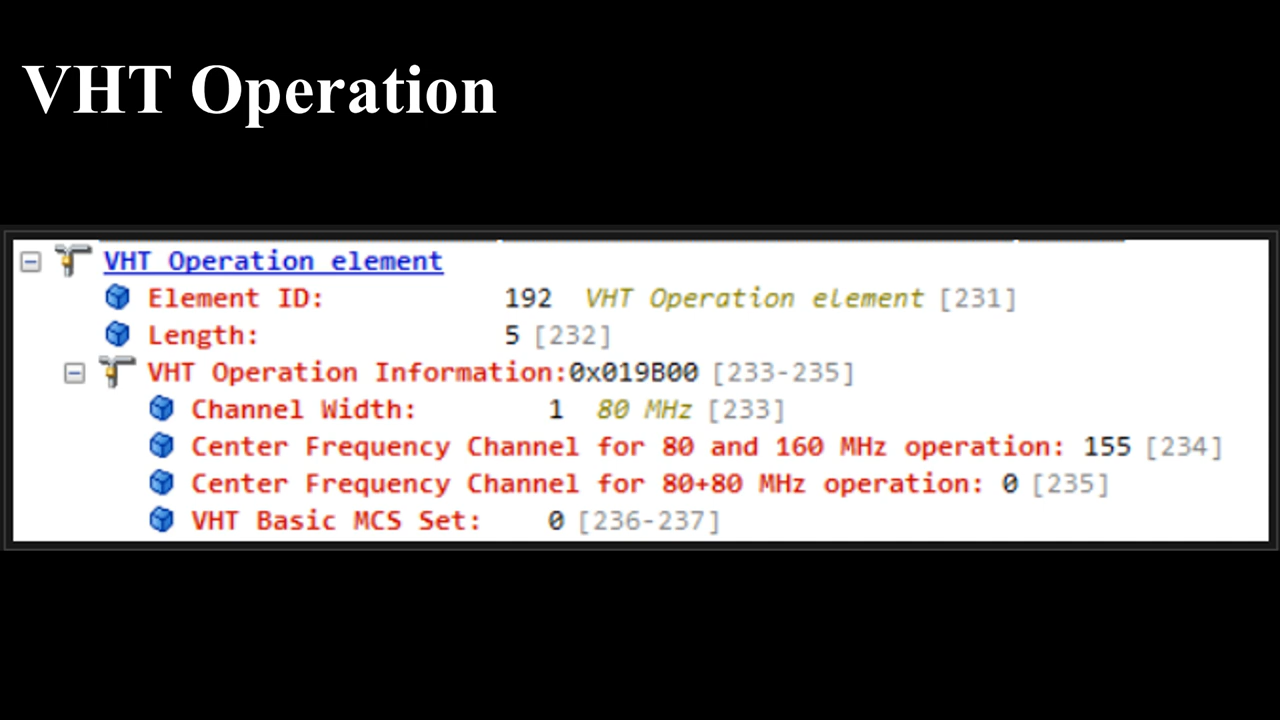 VHT Operation
VHT Operation element
Element ID: 192 VHT Operation element [231]
Length: 5 [232]
VHT Operation Information:0x019B00 [233-235]
Channel Width: 1 80 MHz [233]
Center Frequency Channel for 80 and 160 MHz operation: 155 [234]
Center Frequency Channel for 80+80 MHz operation: 0 [235]
VHT Basic MCS Set: 0 [236-237]